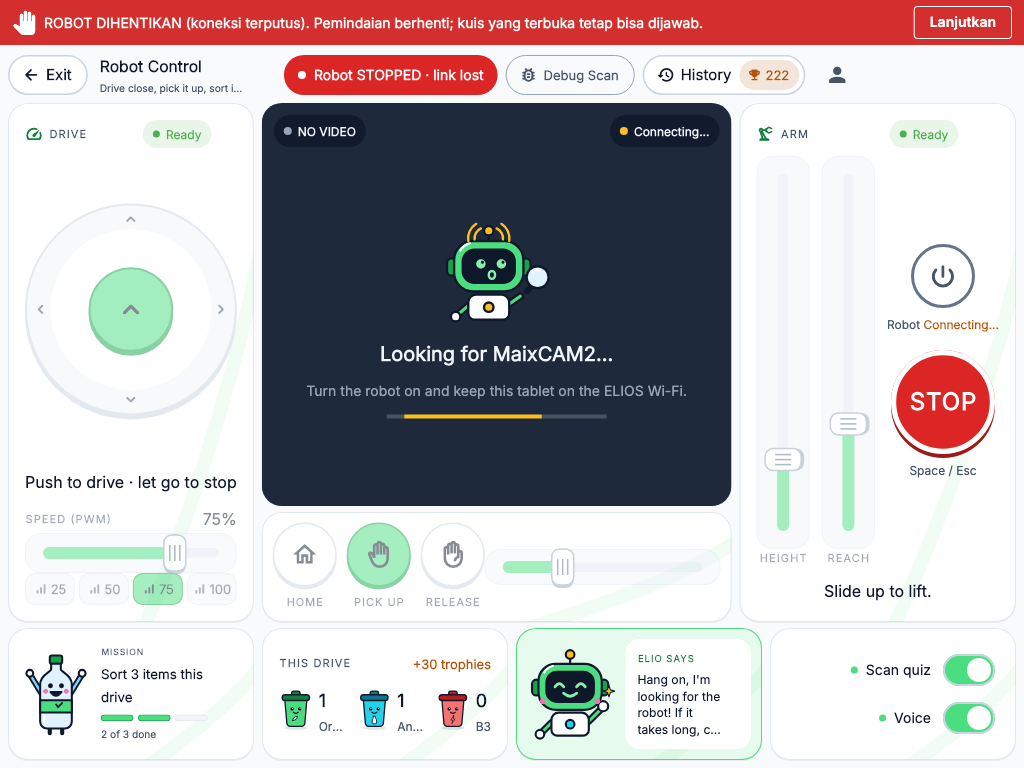 ROBOT DIHENTIKAN (koneksi terputus). Pemindaian berhenti; kuis yang terbuka tetap bisa dijawab.
Lanjutkan
Exit
Robot Control
Drive close, pick it up, sort i...
Robot STOPPED · link lost
Debug Scan
History
222
DRIVE
Ready
Push to drive · let go to stop
SPEED (PWM)
75%
25
50
75
100
NO VIDEO
Connecting...
Looking for MaixCAM2...
Turn the robot on and keep this tablet on the ELIOS Wi-Fi.
HOME
PICK UP
RELEASE
ARM
Ready
HEIGHT
REACH
Robot Connecting...
STOP
Space / Esc
Slide up to lift.
MISSION
Sort 3 items this
drive
2 of 3 done
THIS DRIVE
+30 trophies
1
Or...
1
An...
0
B3
ELIO SAYS
Hang on, I'm
looking for the
robot! If it
takes long, c...
Scan quiz
Voice